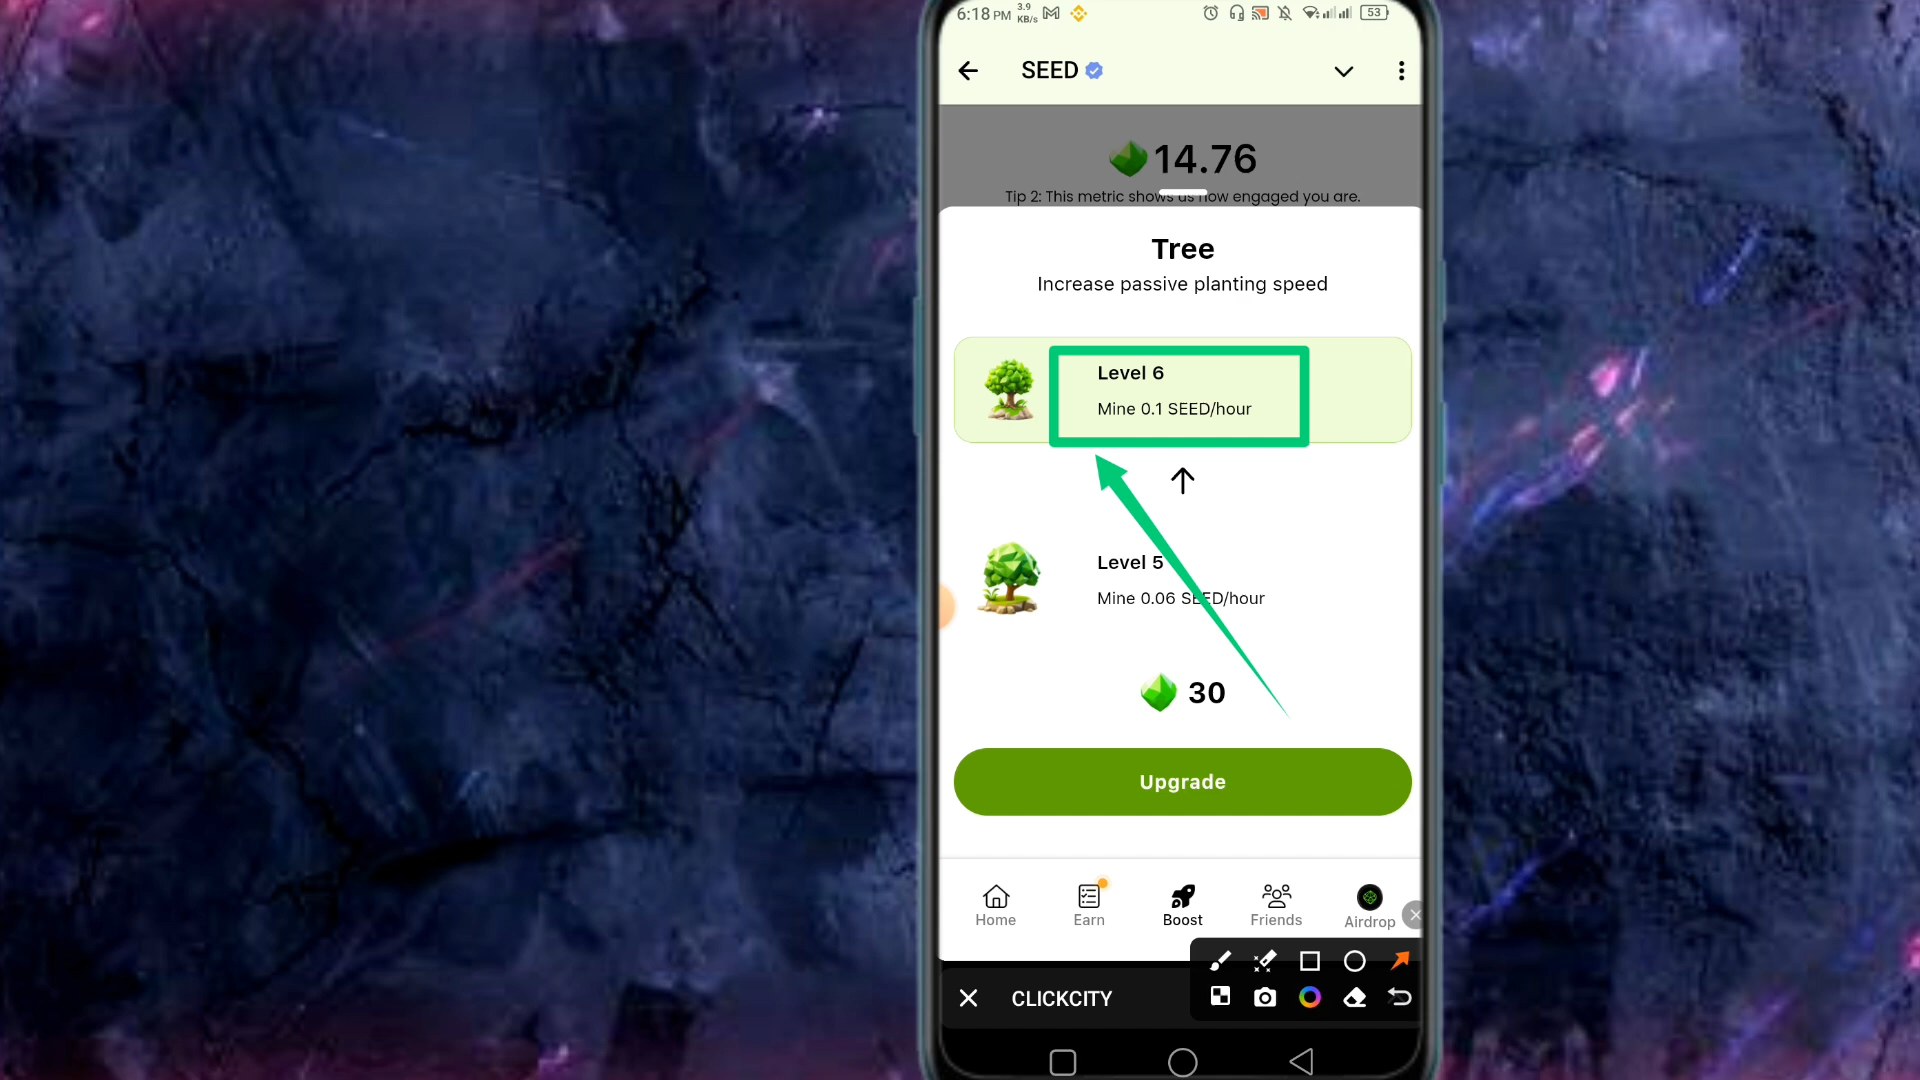 6:18 PM 3.9 KB/s 53
SEED
14.76
Tip 2: This metric shows us how engaged you are.
Tree
Increase passive planting speed
Level 6
Mine 0.1 SEED/hour
Level 5
Mine 0.06 SEED/hour
30
Upgrade
Home Earn Boost Friends Airdrop
CLICKCITY